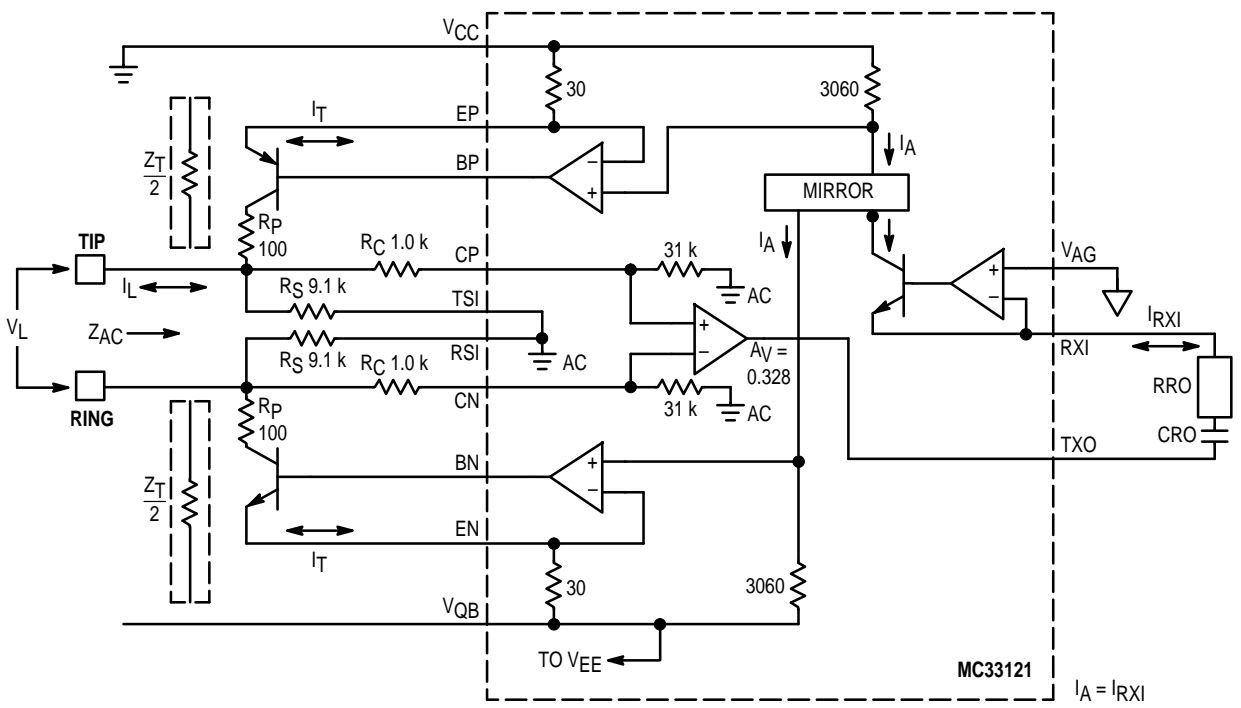 VCC
30
3060
IT
EP
IA
ZT
2
BP
−
+
MIRROR
RP
100
TIP
RC 1.0 k
CP
IA
31 k
+
−
VAG
IL
RS 9.1 k
TSI
AC
VL
ZAC
+
−
AV =
0.328
IRXI
RS 9.1 k
RSI
AC
RXI
RC 1.0 k
RING
CN
31 k
AC
RRO
RP
100
CRO
BN
+
−
TXO
ZT
2
EN
IT
30
3060
VQB
TO VEE
MC33121
IA = IRXI